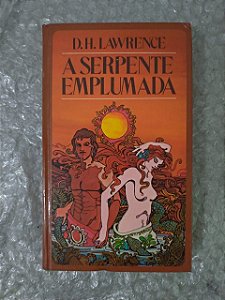 D.H. LAWRENCE
A SERPENTE
EMPLUMADA